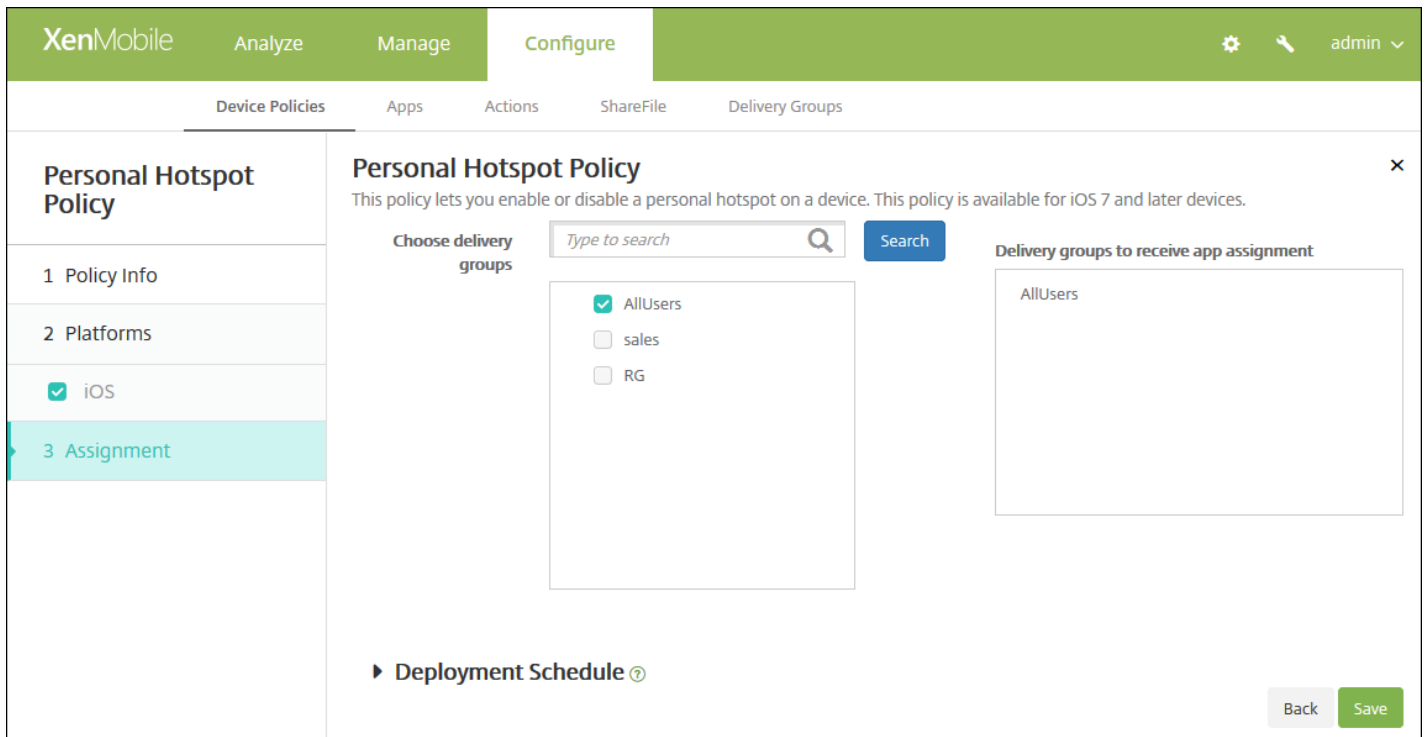 XenMobile Analyze Manage Configure admin
Device Policies Apps Actions ShareFile Delivery Groups
Personal Hotspot
Policy
1 Policy Info
2 Platforms
iOS
3 Assignment
Personal Hotspot Policy
This policy lets you enable or disable a personal hotspot on a device. This policy is available for iOS 7 and later devices.
Choose delivery
groups
Type to search
Search
AllUsers
sales
RG
Delivery groups to receive app assignment
AllUsers
Deployment Schedule ?
Back Save